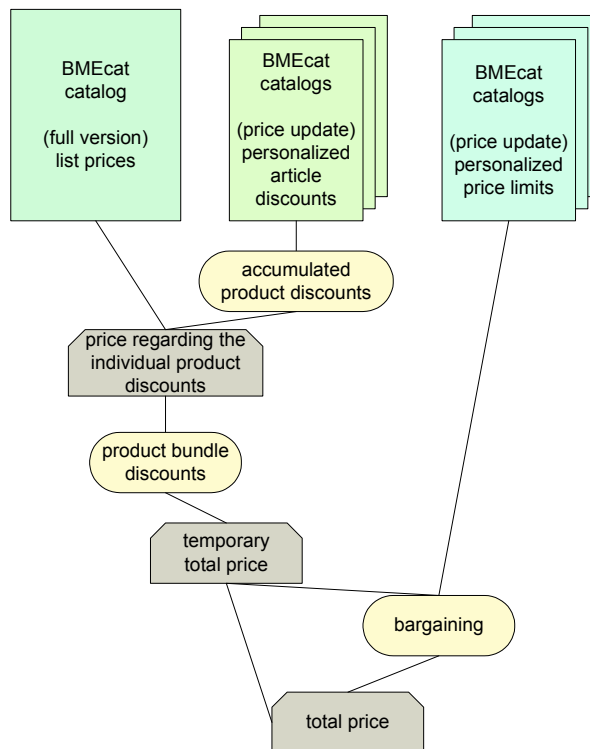 BMEcat
catalog
(full version)
list prices
BMEcat
catalogs
(price update)
personalized
article
discounts
BMEcat
catalogs
(price update)
personalized
price limits
accumulated
product discounts
price regarding the
individual product
discounts
product bundle
discounts
temporary
total price
bargaining
total price